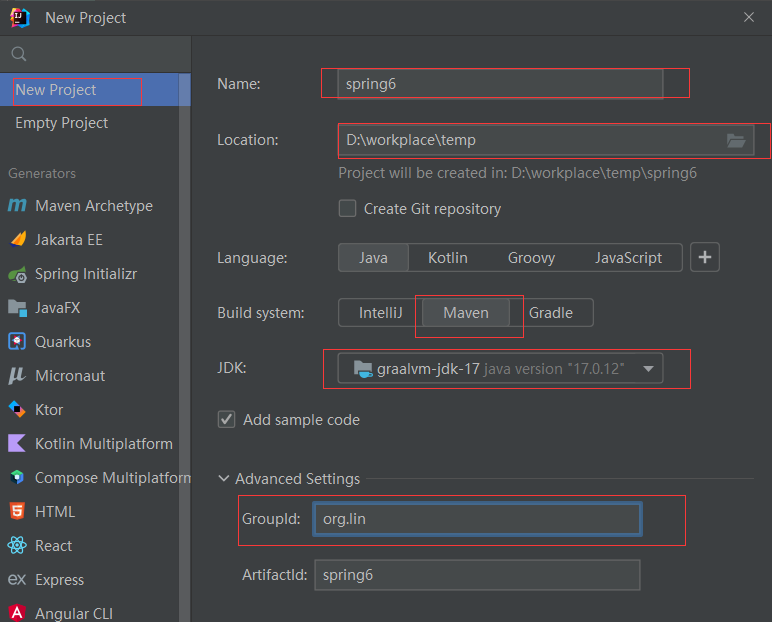 New Project
New Project
Empty Project
Generators
Maven Archetype
Jakarta EE
Spring Initializr
JavaFX
Quarkus
Micronaut
Ktor
Kotlin Multiplatform
Compose Multiplatform
HTML
React
ex Express
Angular CLI
Name: spring6
Location: D:\workplace\temp
Project will be created in: D:\workplace\temp\spring6
Create Git repository
Language: Java Kotlin Groovy JavaScript +
Build system: IntelliJ Maven Gradle
JDK: graalvm-jdk-17 java version "17.0.12"
Add sample code
Advanced Settings
GroupId: org.lin
ArtifactId: spring6